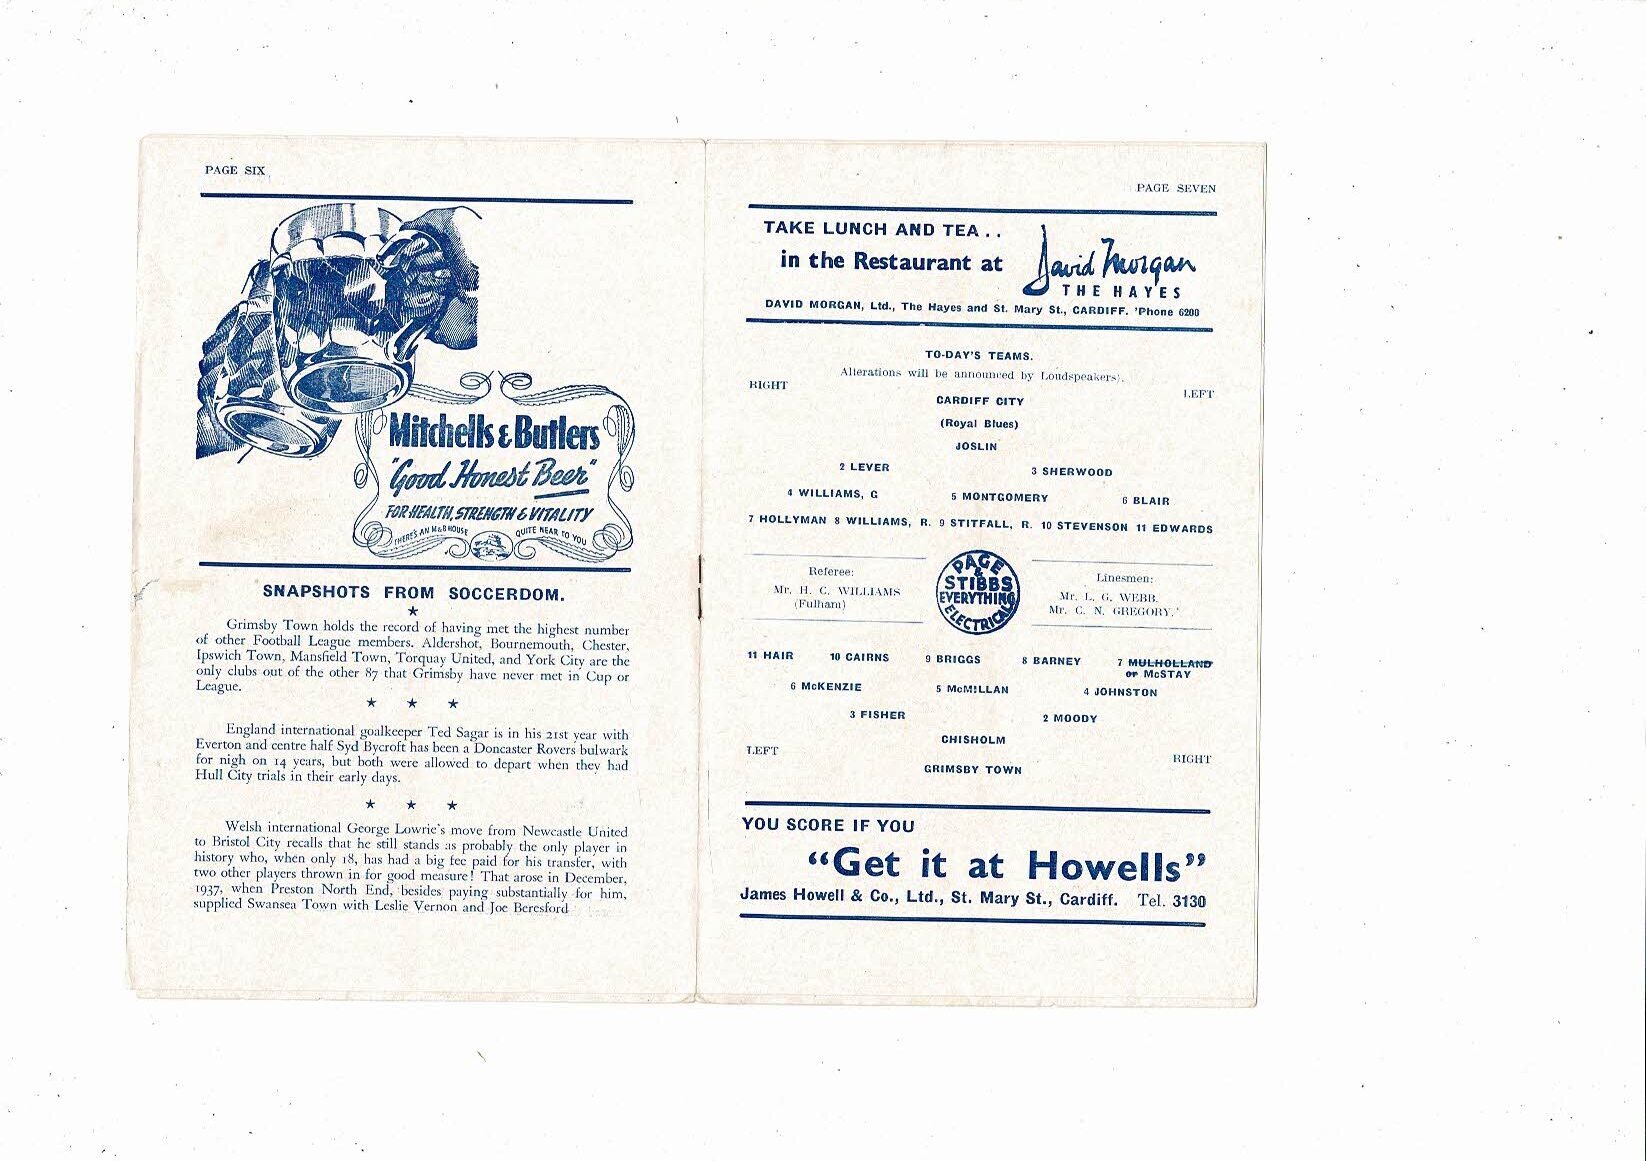 PAGE SIX
Mitchells & Butlers
"Good Honest Beer"
FOR HEALTH, STRENGTH & VITALITY
THERE'S AN M&B HOUSE QUITE NEAR TO YOU
SNAPSHOTS FROM SOCCERDOM.
Grimsby Town holds the record of having met the highest number
of other Football League members. Aldershot, Bournemouth, Chester,
Ipswich Town, Mansfield Town, Torquay United, and York City are the
only clubs out of the other 87 that Grimsby have never met in Cup or
League.
England international goalkeeper Ted Sagar is in his 21st year with
Everton and centre half Syd Bycroft has been a Doncaster Rovers bulwark
for nigh on 14 years, but both were allowed to depart when they had
Hull City trials in their early days.
Welsh international George Lowrie's move from Newcastle United
to Bristol City recalls that he still stands as probably the only player in
history who, when only 18, has had a big fee paid for his transfer, with
two other players thrown in for good measure! That arose in December,
1937, when Preston North End, besides paying substantially for him,
supplied Swansea Town with Leslie Vernon and Joe Beresford
PAGE SEVEN
TAKE LUNCH AND TEA . .
in the Restaurant at David Morgan
THE HAYES
DAVID MORGAN, Ltd., The Hayes and St. Mary St., CARDIFF. 'Phone 6200
TO-DAY'S TEAMS.
Alterations will be announced by Loudspeakers).
RIGHT LEFT
CARDIFF CITY
(Royal Blues)
JOSLIN
2 LEVER 3 SHERWOOD
4 WILLIAMS, G 5 MONTGOMERY 6 BLAIR
7 HOLLYMAN 8 WILLIAMS, R. 9 STITFALL, R. 10 STEVENSON 11 EDWARDS
Referee:
Mr. H. C. WILLIAMS
(Fulham)
PAGE & STIBBS EVERYTHING ELECTRICAL
Linesmen:
Mr. L. G. WEBB.
Mr. C. N. GREGORY.
11 HAIR 10 CAIRNS 9 BRIGGS 8 BARNEY 7 MULHOLLAND
or McSTAY
6 McKENZIE 5 McMILLAN 4 JOHNSTON
3 FISHER 2 MOODY
CHISHOLM
LEFT RIGHT
GRIMSBY TOWN
YOU SCORE IF YOU
"Get it at Howells"
James Howell & Co., Ltd., St. Mary St., Cardiff. Tel. 3130